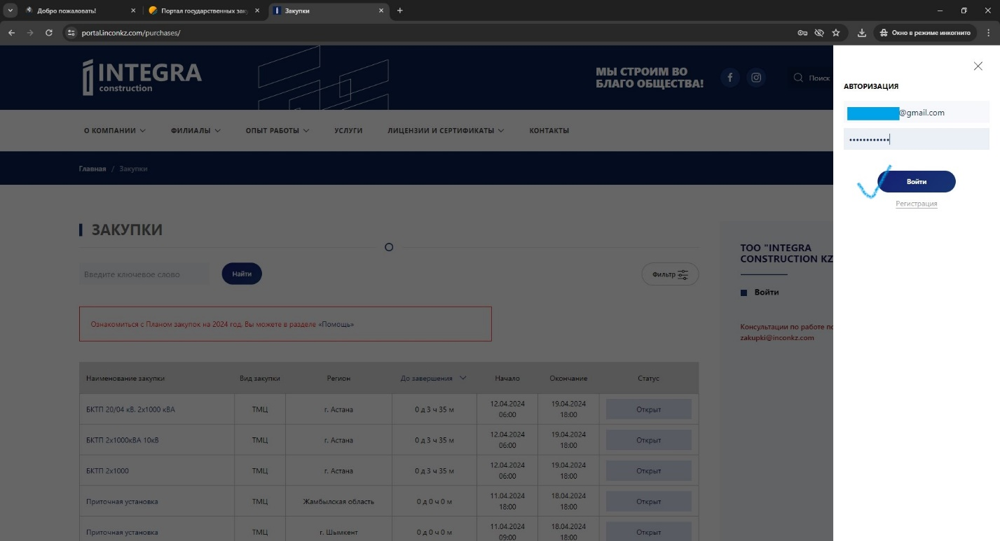 Добро пожаловать!
Портал государственных зак
Закупки
portal.inconkz.com/purchases/
Окно в режиме инкогнито
INTEGRA
construction
МЫ СТРОИМ ВО
БЛАГО ОБЩЕСТВА!
Поиск
О КОМПАНИИ
ФИЛИАЛЫ
ОПЫТ РАБОТЫ
УСЛУГИ
ЛИЦЕНЗИИ И СЕРТИФИКАТЫ
КОНТАКТЫ
Главная / Закупки
ЗАКУПКИ
Введите ключевое слово
Найти
Фильтр
Ознакомиться с Планом закупок на 2024 год, Вы можете в разделе «Помощь»
Наименование закупки Вид закупки Регион До завершения Начало Окончание Статус
БКТП 20/04 кВ. 2х1000 кВА ТМЦ г. Астана 0 д 3 ч 35 м 12.04.2024 06:00 19.04.2024 18:00 Открыт
БКТП 2х1000кВА 10кВ ТМЦ г. Астана 0 д 3 ч 35 м 12.04.2024 06:00 19.04.2024 18:00 Открыт
БКТП 2х1000 ТМЦ г. Астана 0 д 3 ч 35 м 12.04.2024 06:00 19.04.2024 18:00 Открыт
Приточная установка ТМЦ Жамбылская область 0 д 0 ч 0 м 11.04.2024 18:00 18.04.2024 18:00 Открыт
Приточная установка ТМЦ г. Шымкент 0 д 0 ч 0 м 11.04.2024 09:00 18.04.2024 18:00 Открыт
ТОО "INTEGRA
CONSTRUCTION KZ
Войти
Консультации по работе по
zakupki@inconkz.com
АВТОРИЗАЦИЯ
@gmail.com
••••••••••••
Войти
Регистрация